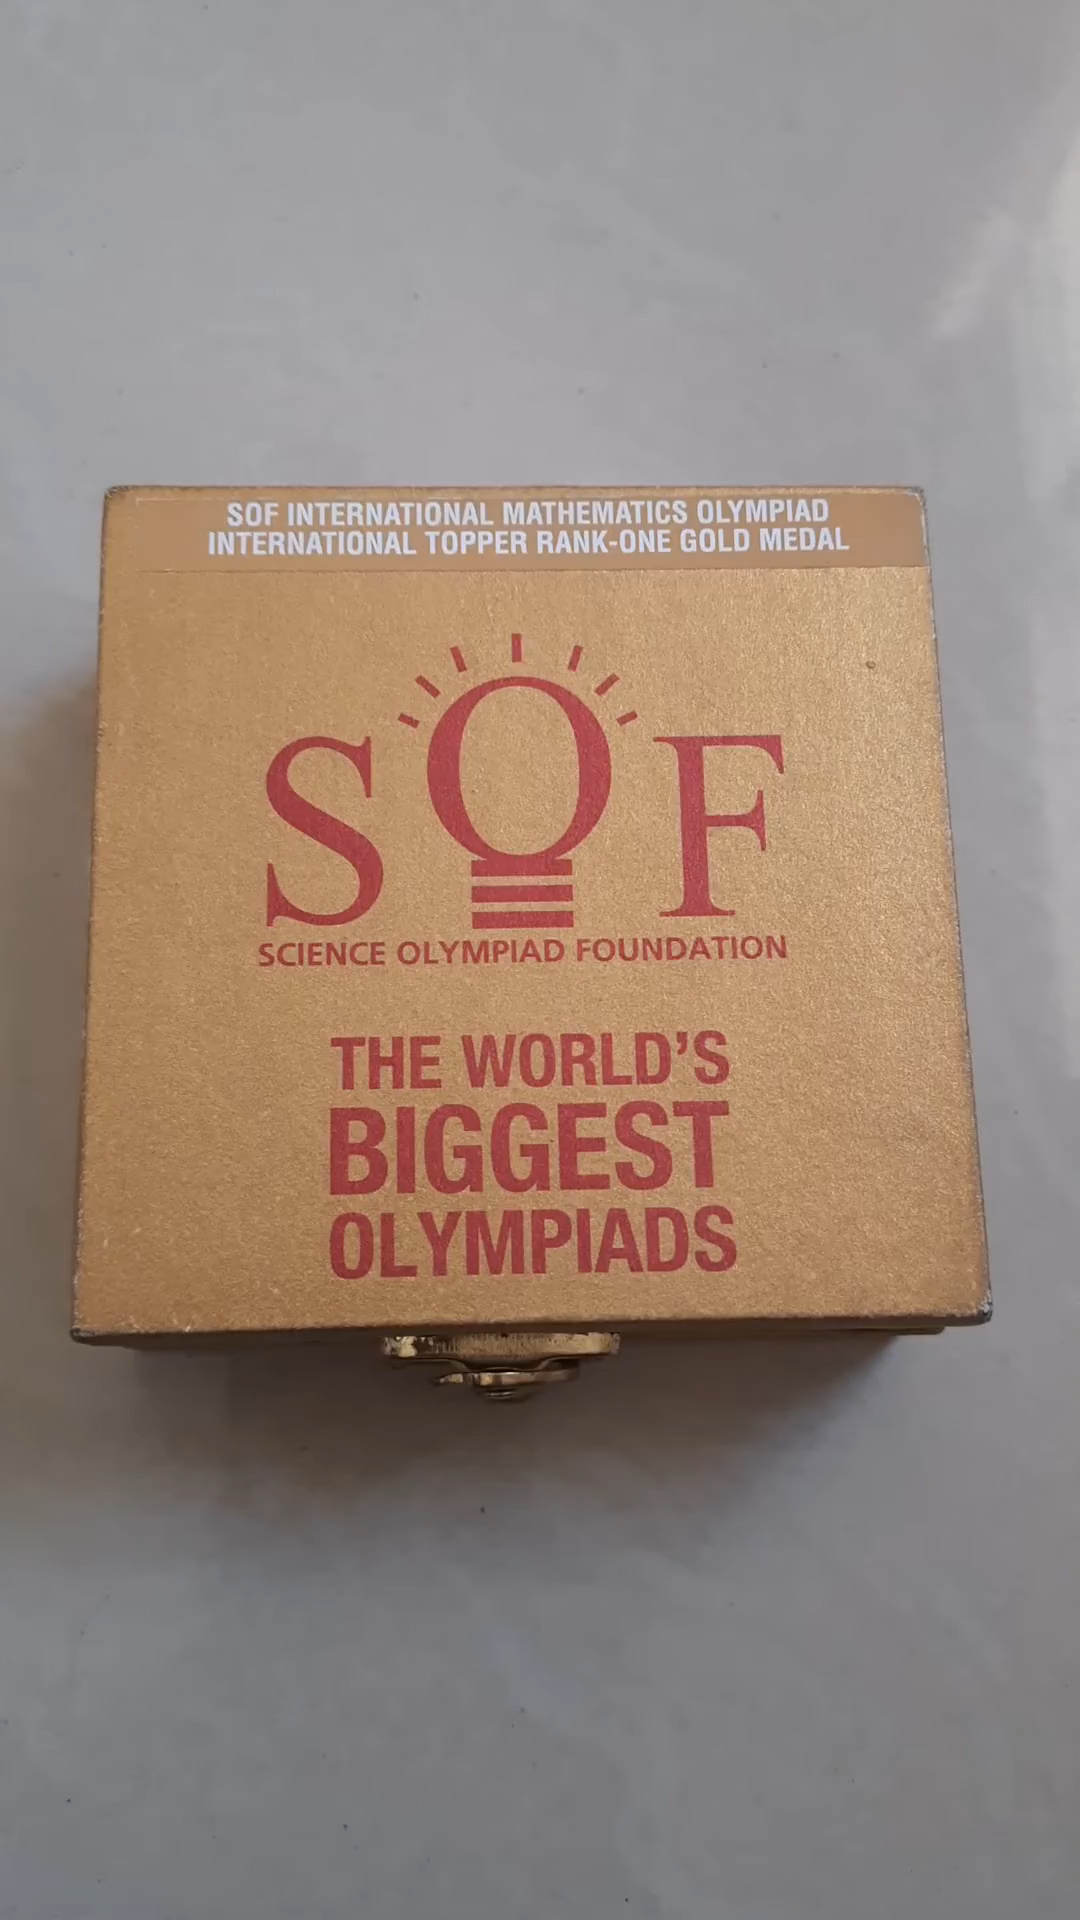 SOF INTERNATIONAL MATHEMATICS OLYMPIAD
INTERNATIONAL TOPPER RANK-ONE GOLD MEDAL
SOF
SCIENCE OLYMPIAD FOUNDATION
THE WORLD’S
BIGGEST
OLYMPIADS